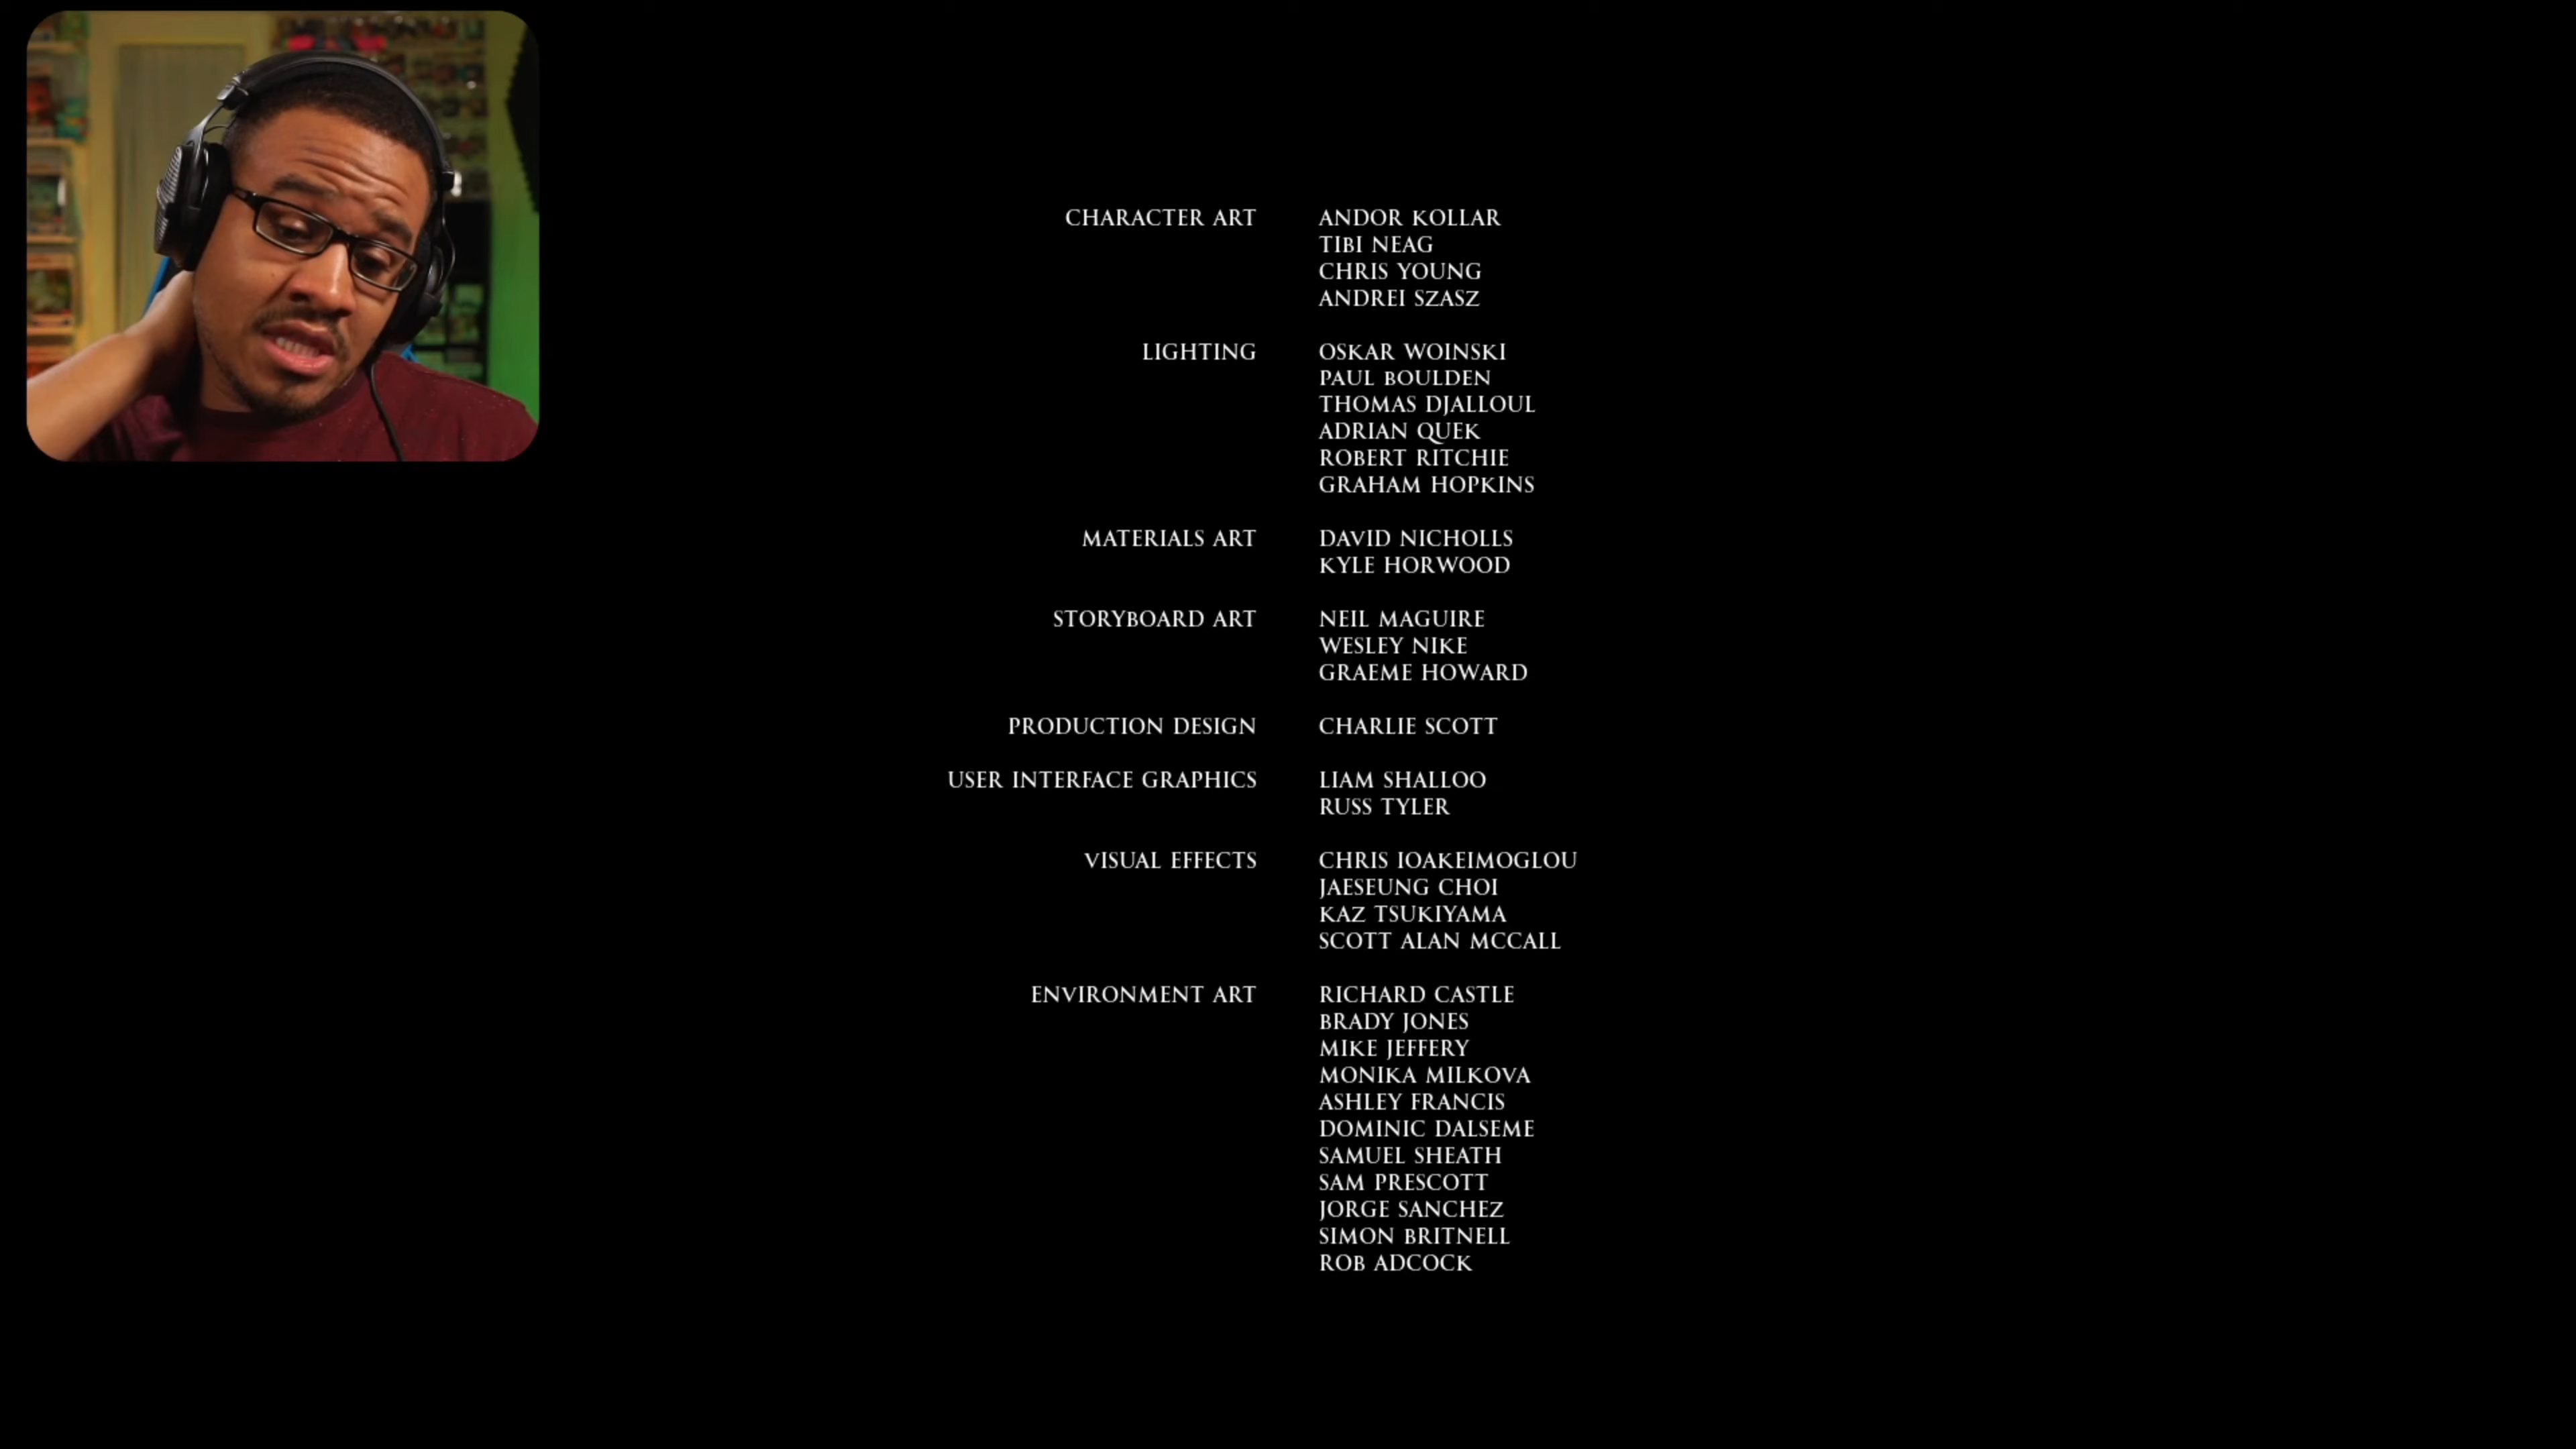 CHARACTER ART ANDOR KOLLAR
TIBI NEAG
CHRIS YOUNG
ANDREI SZASZ
LIGHTING OSKAR WOINSKI
PAUL BOULDEN
THOMAS DJALLOUL
ADRIAN QUEK
ROBERT RITCHIE
GRAHAM HOPKINS
MATERIALS ART DAVID NICHOLLS
KYLE HORWOOD
STORYBOARD ART NEIL MAGUIRE
WESLEY NIKE
GRAEME HOWARD
PRODUCTION DESIGN CHARLIE SCOTT
USER INTERFACE GRAPHICS LIAM SHALLOO
RUSS TYLER
VISUAL EFFECTS CHRIS IOAKEIMOGLOU
JAESEUNG CHOI
KAZ TSUKIYAMA
SCOTT ALAN MCCALL
ENVIRONMENT ART RICHARD CASTLE
BRADY JONES
MIKE JEFFERY
MONIKA MILKOVA
ASHLEY FRANCIS
DOMINIC DALSEME
SAMUEL SHEATH
SAM PRESCOTT
JORGE SANCHEZ
SIMON BRITNELL
ROB ADCOCK